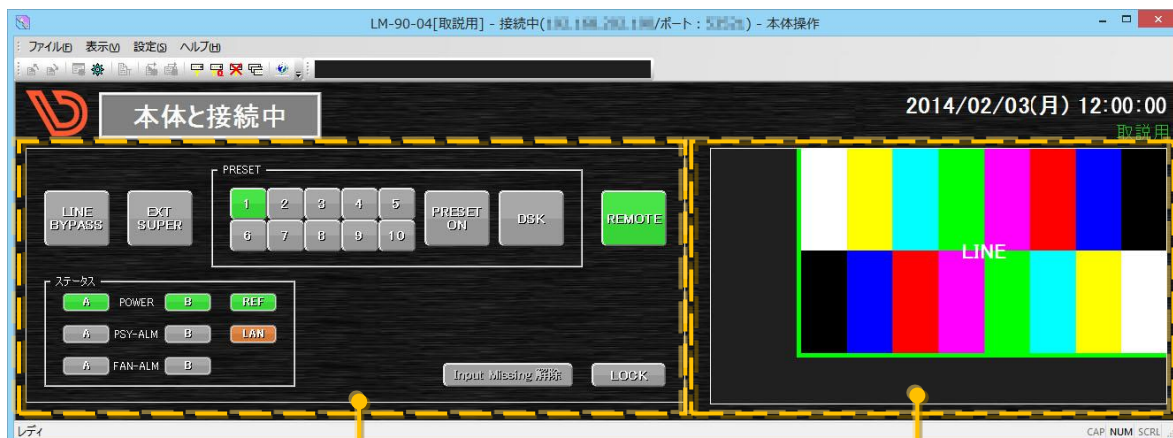 LM-90-04[取説用] - 接続中(/ポート : ) - 本体操作
ファイル(F) 表示(V) 設定(S) ヘルプ(H)
本体と接続中
2014/02/03(月) 12:00:00
取説用
LINE BYPASS
EXT SUPER
PRESET
1 2 3 4 5
6 7 8 9 10
PRESET ON
DSK
REMOTE
LINE
ステータス
A POWER B REF
A PSY-ALM B LAN
A FAN-ALM B
Input Missing 解除
LOCK
レディ
CAP NUM SCRL